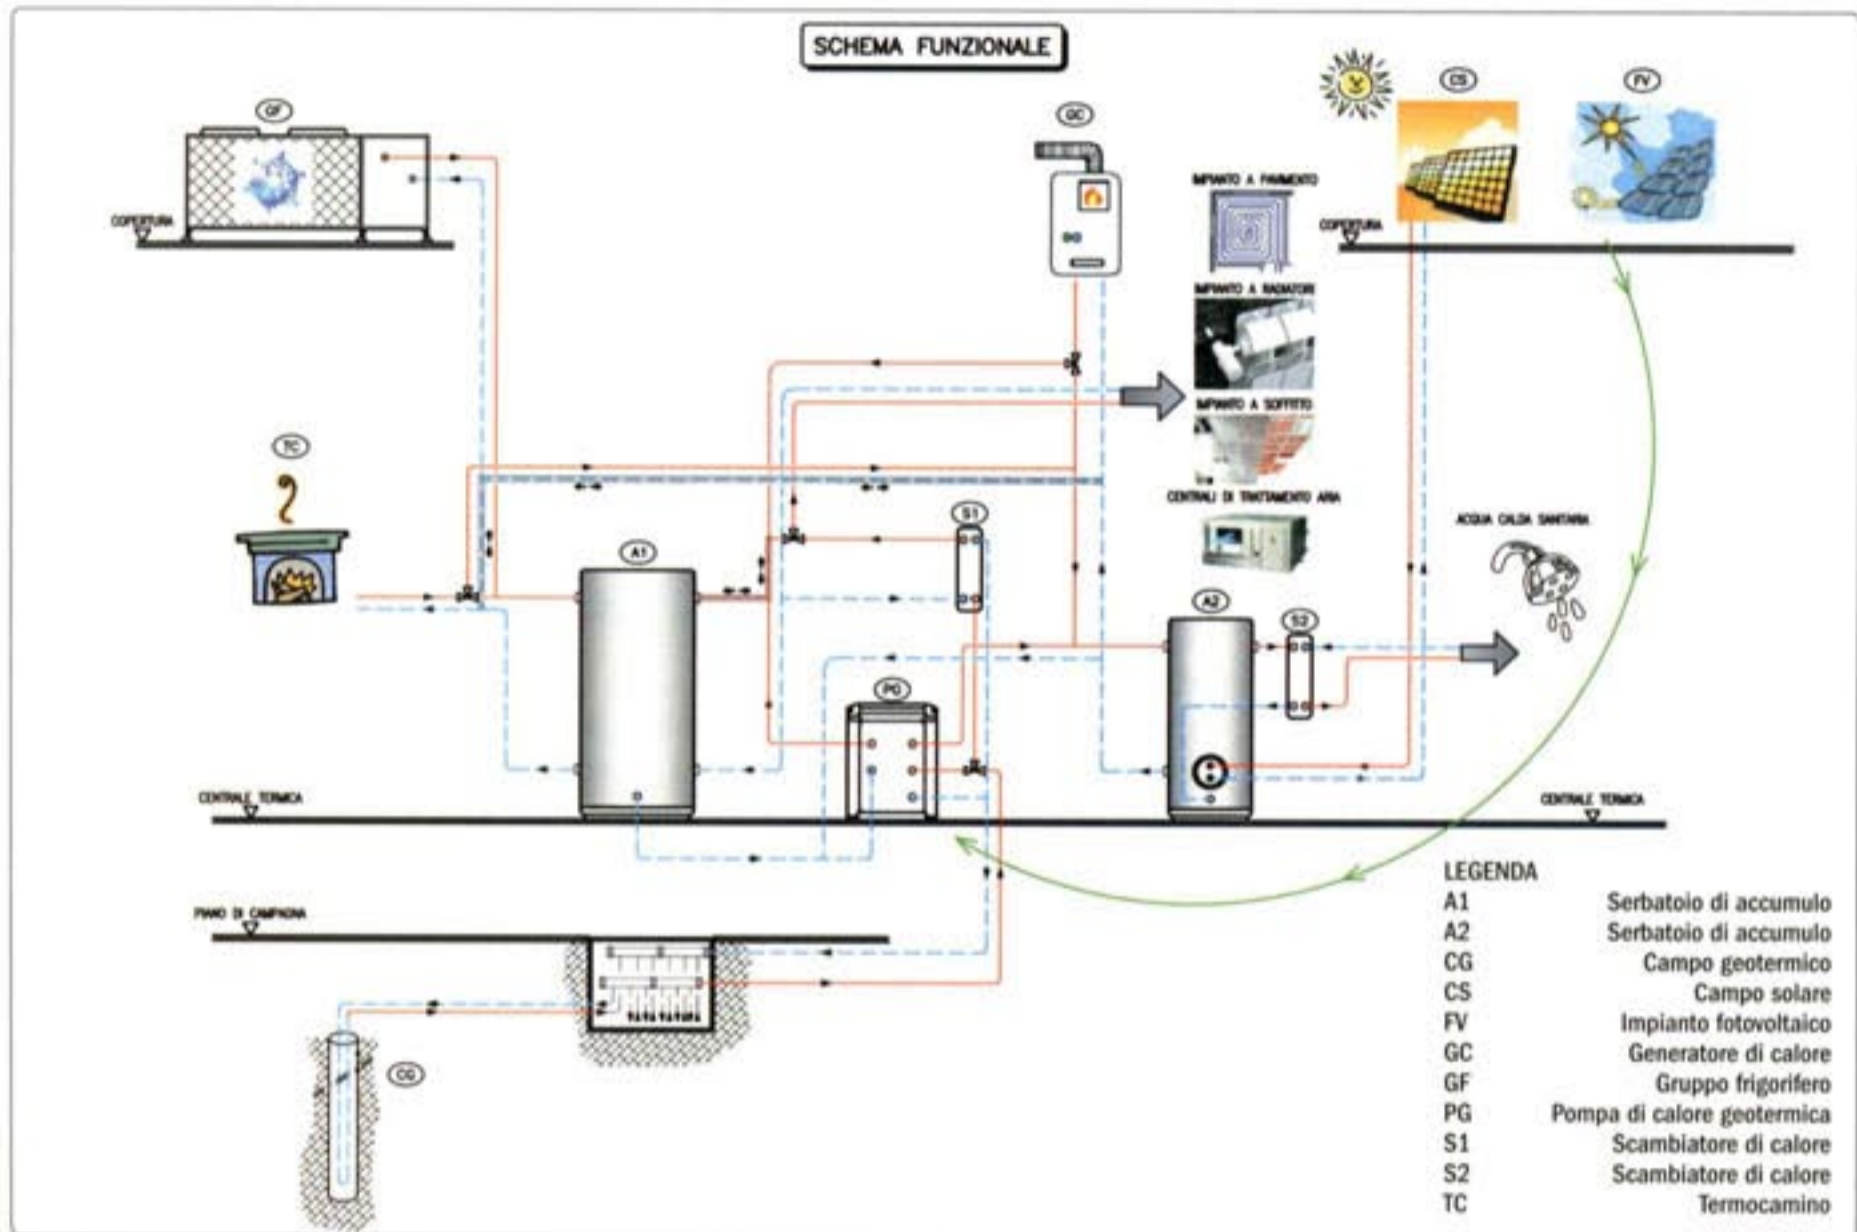 SCHEMA FUNZIONALE
GF
GC
CS
FV
COPERTURA
IMPIANTO A PAVIMENTO
COPERTURA
IMPIANTO A RADIATORI
IMPIANTO A SOFFITTO
TC
CENTRALI DI TRATTAMENTO ARIA
S1
ACQUA CALDA SANITARIA
A1
A2
S2
PG
CENTRALE TERMICA
CENTRALE TERMICA
PIANO DI CAMPAGNA
CG
LEGENDA
A1 Serbatoio di accumulo
A2 Serbatoio di accumulo
CG Campo geotermico
CS Campo solare
FV Impianto fotovoltaico
GC Generatore di calore
GF Gruppo frigorifero
PG Pompa di calore geotermica
S1 Scambiatore di calore
S2 Scambiatore di calore
TC Termocamino